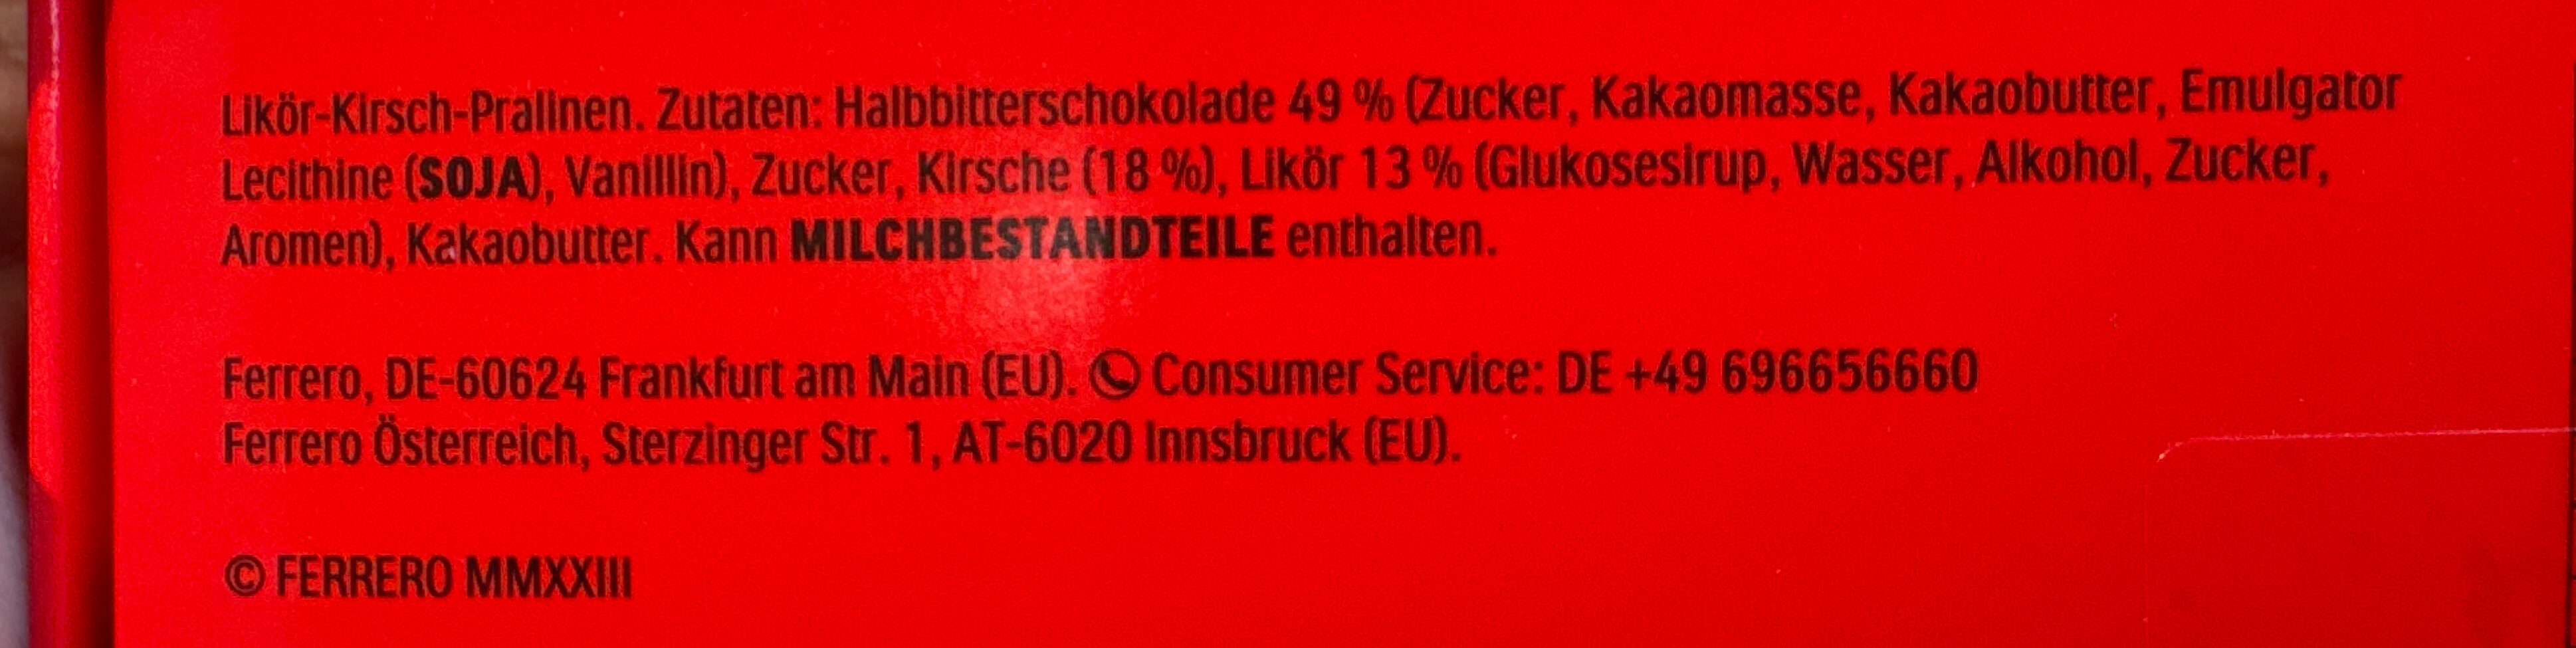 Likör-Kirsch-Pralinen. Zutaten: Halbbitterschokolade 49 % (Zucker, Kakaomasse, Kakaobutter, Emulgator
Lecithine (SOJA), Vanillin), Zucker, Kirsche (18 %), Likör 13 % (Glukosesirup, Wasser, Alkohol, Zucker,
Aromen), Kakaobutter. Kann MILCHBESTANDTEILE enthalten.
Ferrero, DE-60624 Frankfurt am Main (EU). Consumer Service: DE +49 696656660
Ferrero Österreich, Sterzinger Str. 1, AT-6020 Innsbruck (EU).
© FERRERO MMXXIII